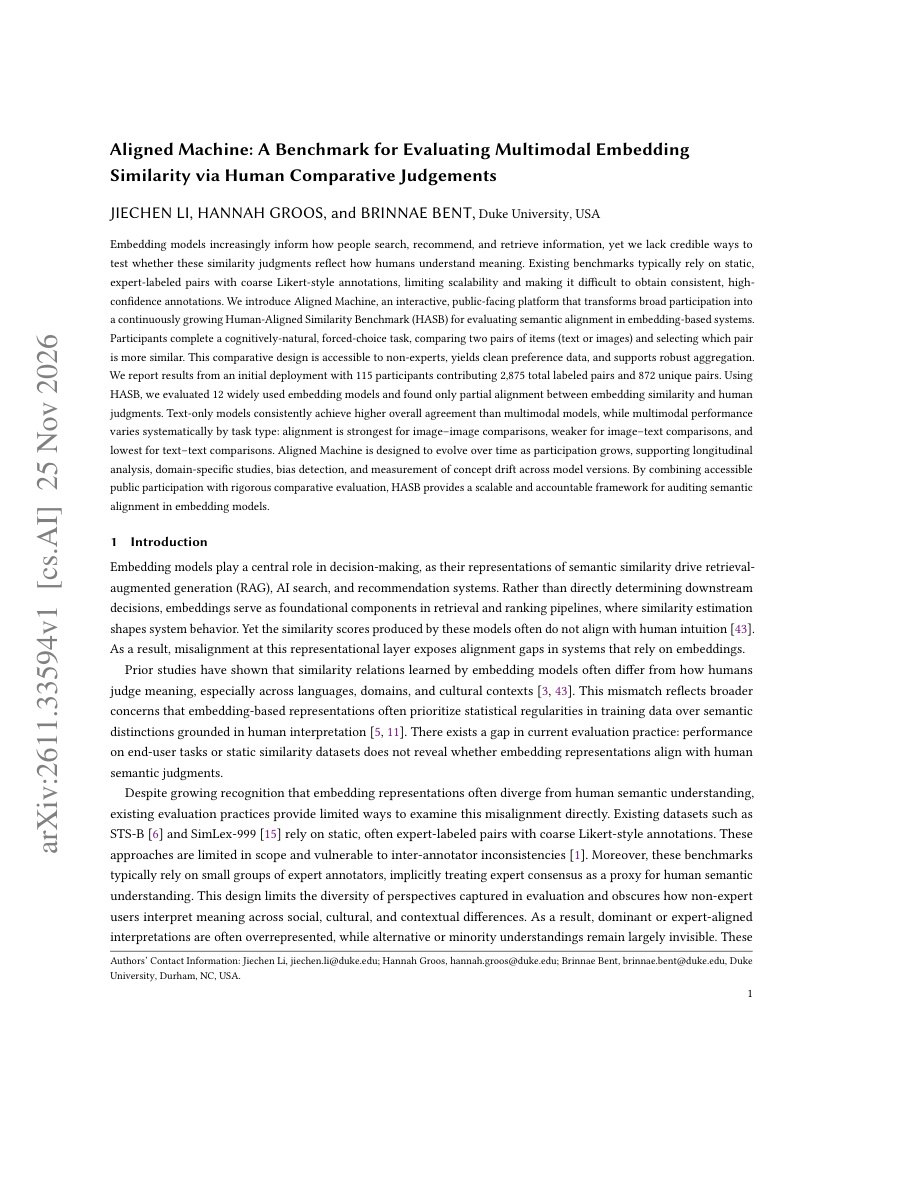 Aligned Machine: A Benchmark for Evaluating Multimodal Embedding
Similarity via Human Comparative Judgements
JIECHEN LI, HANNAH GROOS, and BRINNAE BENT, Duke University, USA
Embedding models increasingly inform how people search, recommend, and retrieve information, yet we lack credible ways to
test whether these similarity judgments reflect how humans understand meaning. Existing benchmarks typically rely on static,
expert-labeled pairs with coarse Likert-style annotations, limiting scalability and making it difficult to obtain consistent, high-
confidence annotations. We introduce Aligned Machine, an interactive, public-facing platform that transforms broad participation into
a continuously growing Human-Aligned Similarity Benchmark (HASB) for evaluating semantic alignment in embedding-based systems.
Participants complete a cognitively-natural, forced-choice task, comparing two pairs of items (text or images) and selecting which pair
is more similar. This comparative design is accessible to non-experts, yields clean preference data, and supports robust aggregation.
We report results from an initial deployment with 115 participants contributing 2,875 total labeled pairs and 872 unique pairs. Using
HASB, we evaluated 12 widely used embedding models and found only partial alignment between embedding similarity and human
judgments. Text-only models consistently achieve higher overall agreement than multimodal models, while multimodal performance
varies systematically by task type: alignment is strongest for image–image comparisons, weaker for image–text comparisons, and
lowest for text–text comparisons. Aligned Machine is designed to evolve over time as participation grows, supporting longitudinal
analysis, domain-specific studies, bias detection, and measurement of concept drift across model versions. By combining accessible
public participation with rigorous comparative evaluation, HASB provides a scalable and accountable framework for auditing semantic
alignment in embedding models.
1 Introduction
Embedding models play a central role in decision-making, as their representations of semantic similarity drive retrieval-
augmented generation (RAG), AI search, and recommendation systems. Rather than directly determining downstream
decisions, embeddings serve as foundational components in retrieval and ranking pipelines, where similarity estimation
shapes system behavior. Yet the similarity scores produced by these models often do not align with human intuition [43].
As a result, misalignment at this representational layer exposes alignment gaps in systems that rely on embeddings.
Prior studies have shown that similarity relations learned by embedding models often differ from how humans
judge meaning, especially across languages, domains, and cultural contexts [3, 43]. This mismatch reflects broader
concerns that embedding-based representations often prioritize statistical regularities in training data over semantic
distinctions grounded in human interpretation [5, 11]. There exists a gap in current evaluation practice: performance
on end-user tasks or static similarity datasets does not reveal whether embedding representations align with human
semantic judgments.
Despite growing recognition that embedding representations often diverge from human semantic understanding,
existing evaluation practices provide limited ways to examine this misalignment directly. Existing datasets such as
STS-B [6] and SimLex-999 [15] rely on static, often expert-labeled pairs with coarse Likert-style annotations. These
approaches are limited in scope and vulnerable to inter-annotator inconsistencies [1]. Moreover, these benchmarks
typically rely on small groups of expert annotators, implicitly treating expert consensus as a proxy for human semantic
understanding. This design limits the diversity of perspectives captured in evaluation and obscures how non-expert
users interpret meaning across social, cultural, and contextual differences. As a result, dominant or expert-aligned
interpretations are often overrepresented, while alternative or minority understandings remain largely invisible. These
Authors' Contact Information: Jiechen Li, jiechen.li@duke.edu; Hannah Groos, hannah.groos@duke.edu; Brinnae Bent, brinnae.bent@duke.edu, Duke
University, Durham, NC, USA.
1
arXiv:2611.33594v1 [cs.AI] 25 Nov 2026